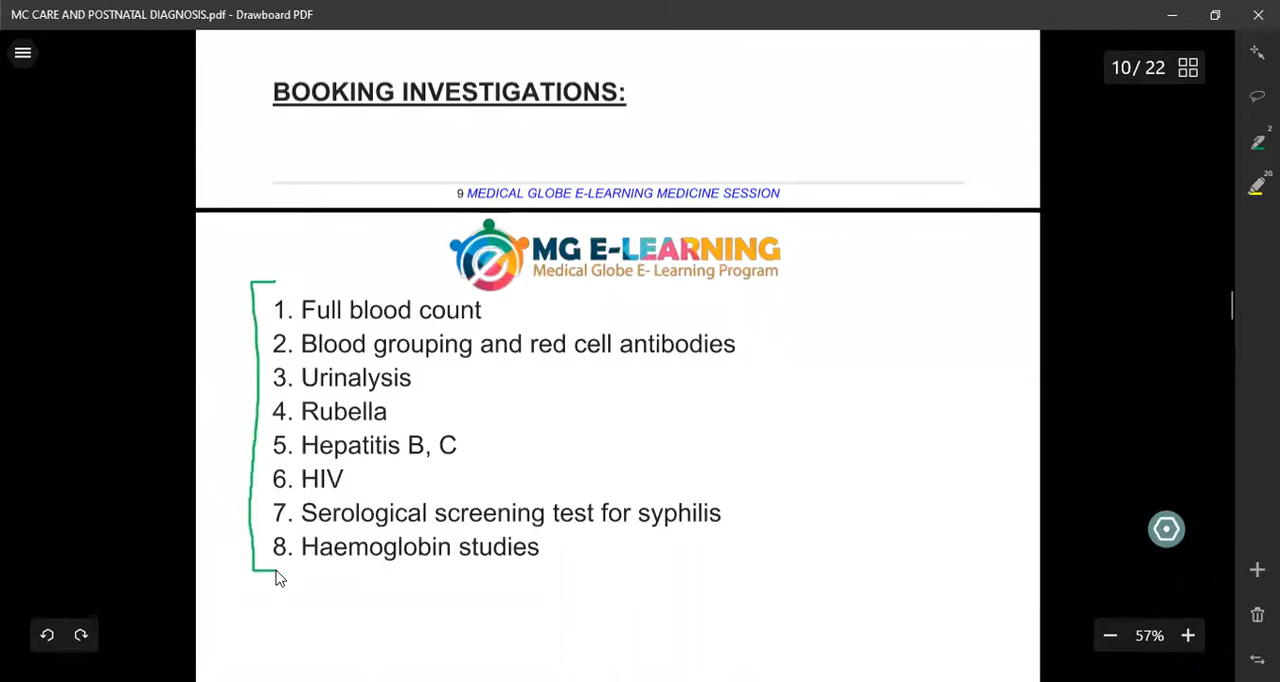 MC CARE AND POSTNATAL DIAGNOSIS.pdf - Drawboard PDF
10/ 22
BOOKING INVESTIGATIONS:
9 MEDICAL GLOBE E-LEARNING MEDICINE SESSION
MG E-LEARNING
Medical Globe E- Learning Program
1. Full blood count
2. Blood grouping and red cell antibodies
3. Urinalysis
4. Rubella
5. Hepatitis B, C
6. HIV
7. Serological screening test for syphilis
8. Haemoglobin studies
2
20
57%